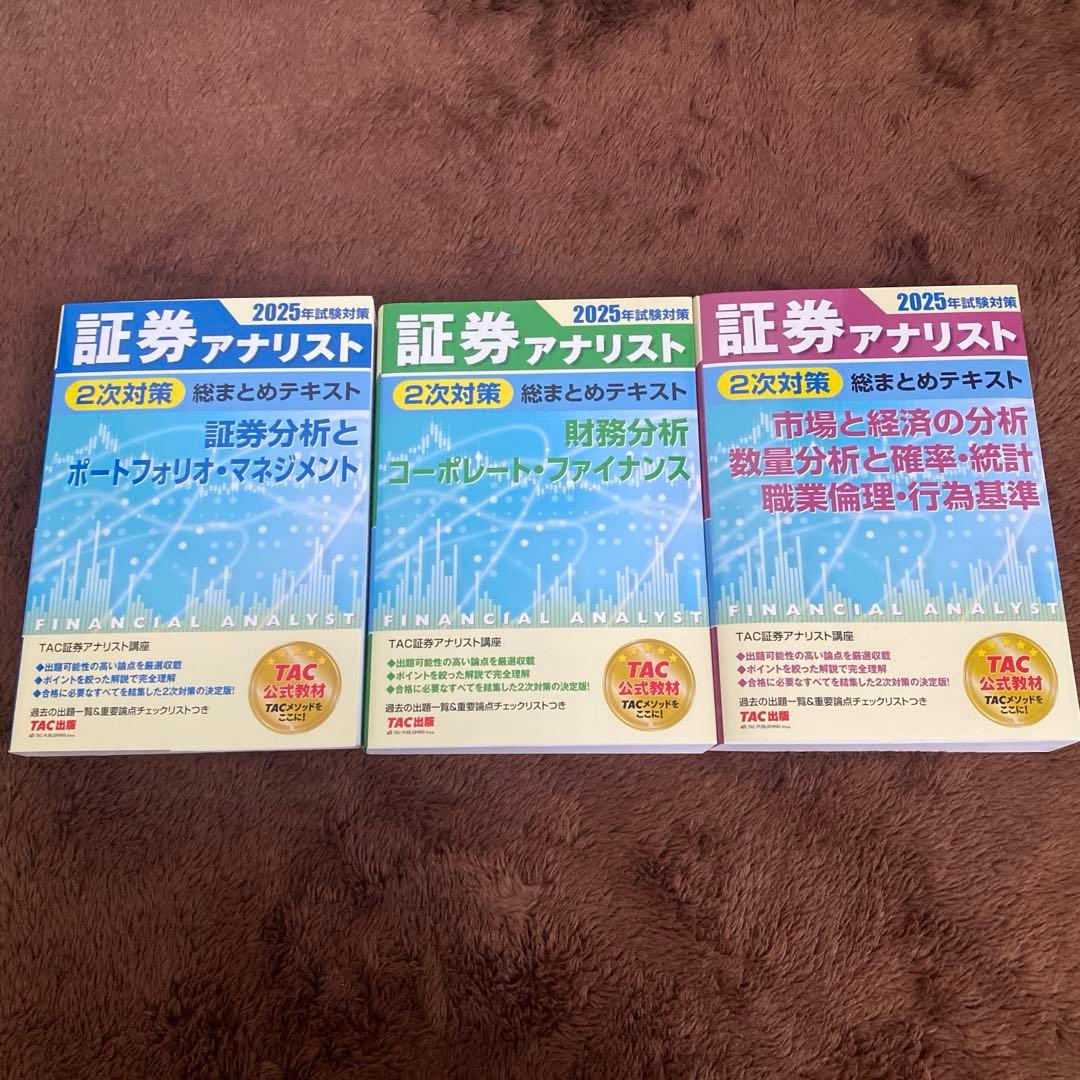 2025年試験対策
証券アナリスト
2次対策 総まとめテキスト
証券分析と
ポートフォリオ・マネジメント
FINANCIAL ANALYST
TAC証券アナリスト講座
◆出題可能性の高い論点を厳選収載
◆ポイントを絞った解説で完全理解
◆合格に必要なすべてを結集した2次対策の決定版!
過去の出題一覧&重要論点チェックリストつき
TAC出版
TAC PUBLISHING Group
TAC
公式教材
TACメソッドを
ここに!
2025年試験対策
証券アナリスト
2次対策 総まとめテキスト
財務分析
コーポレート・ファイナンス
FINANCIAL ANALYST
TAC証券アナリスト講座
◆出題可能性の高い論点を厳選収載
◆ポイントを絞った解説で完全理解
◆合格に必要なすべてを結集した2次対策の決定版!
過去の出題一覧&重要論点チェックリストつき
TAC出版
TAC PUBLISHING Group
TAC
公式教材
TACメソッドを
ここに!
2025年試験対策
証券アナリスト
2次対策 総まとめテキスト
市場と経済の分析
数量分析と確率・統計
職業倫理・行為基準
FINANCIAL ANALYST
TAC証券アナリスト講座
◆出題可能性の高い論点を厳選収載
◆ポイントを絞った解説で完全理解
◆合格に必要なすべてを結集した2次対策の決定版!
過去の出題一覧&重要論点チェックリストつき
TAC出版
TAC PUBLISHING Group
TAC
公式教材
TACメソッドを
ここに!